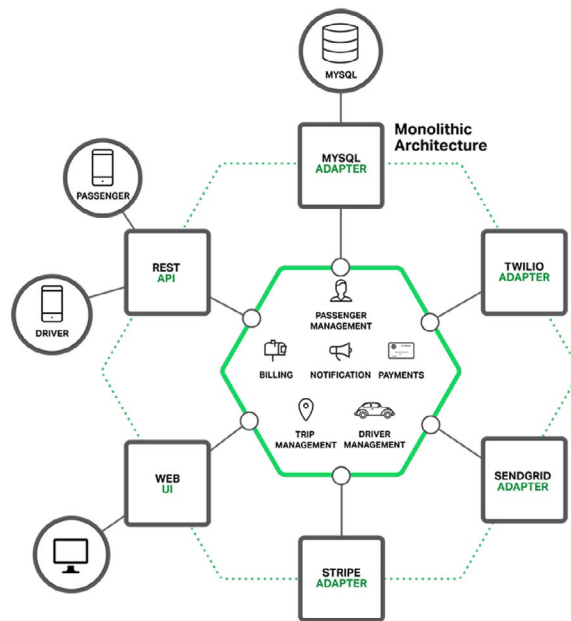 MYSQL
Monolithic
Architecture
MYSQL
ADAPTER
PASSENGER
REST
API
TWILIO
ADAPTER
DRIVER
PASSENGER
MANAGEMENT
BILLING
NOTIFICATION
PAYMENTS
TRIP
MANAGEMENT
DRIVER
MANAGEMENT
WEB
UI
SENDGRID
ADAPTER
STRIPE
ADAPTER